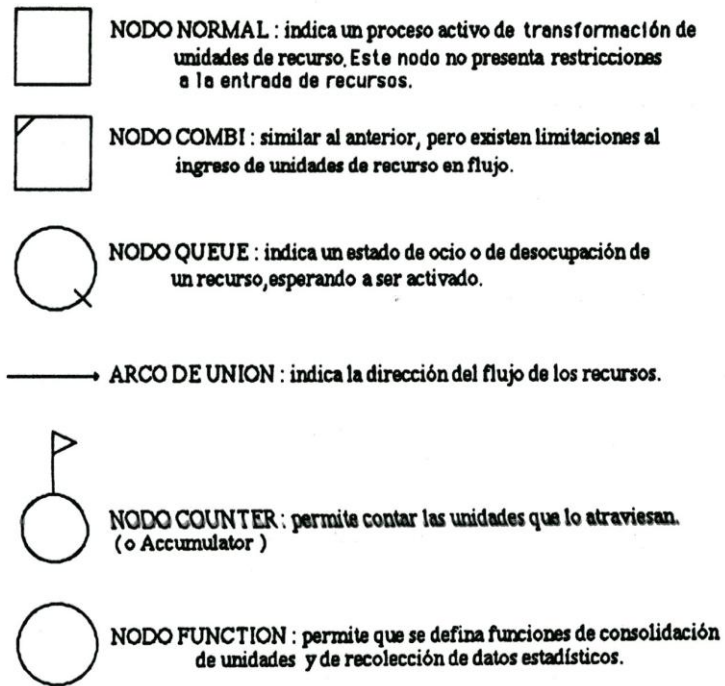 NODO NORMAL : indica un proceso activo de transformación de
unidades de recurso. Este nodo no presenta restricciones
a la entrada de recursos.
NODO COMBI : similar al anterior, pero existen limitaciones al
ingreso de unidades de recurso en flujo.
NODO QUEUE : indica un estado de ocio o de desocupación de
un recurso, esperando a ser activado.
ARCO DE UNION : indica la dirección del flujo de los recursos.
NODO COUNTER : permite contar las unidades que lo atraviesan.
( o Accumulator )
NODO FUNCTION : permite que se defina funciones de consolidación
de unidades y de recolección de datos estadísticos.